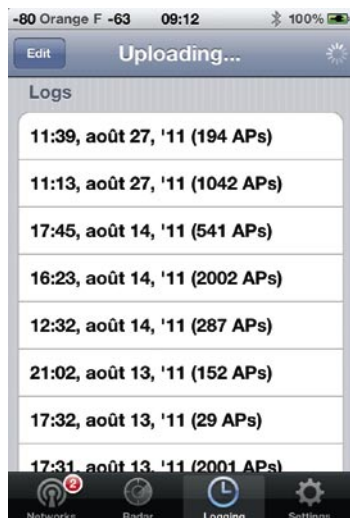 -80 Orange F -63 09:12 100%
Edit Uploading...
Logs
11:39, août 27, '11 (194 APs)
11:13, août 27, '11 (1042 APs)
17:45, août 14, '11 (541 APs)
16:23, août 14, '11 (2002 APs)
12:32, août 14, '11 (287 APs)
21:02, août 13, '11 (152 APs)
17:32, août 13, '11 (29 APs)
17:31, août 13, '11 (2001 APs)
2
Networks Radar Logging Settings